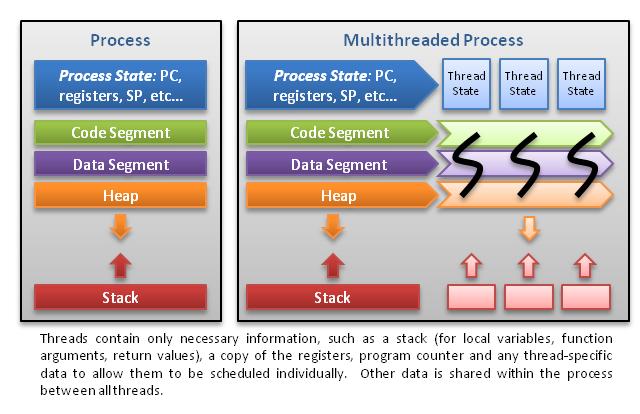 Process
Process State: PC,
registers, SP, etc...
Code Segment
Data Segment
Heap
Stack
Multithreaded Process
Process State: PC,
registers, SP, etc...
Thread
State
Thread
State
Thread
State
Code Segment
Data Segment
Heap
Stack
Threads contain only necessary information, such as a stack (for local variables, function
arguments, return values), a copy of the registers, program counter and any thread-specific
data to allow them to be scheduled individually. Other data is shared within the process
between all threads.